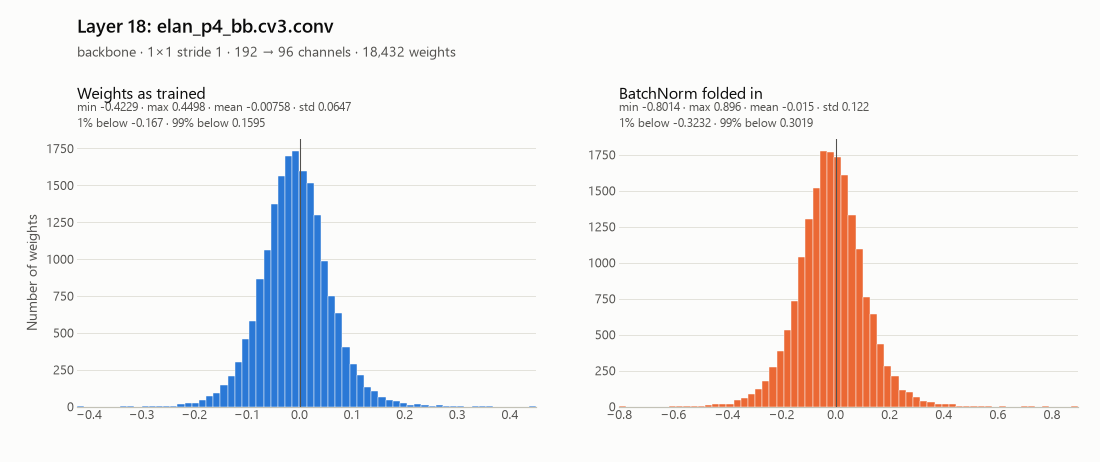 Layer 18: elan_p4_bb.cv3.conv
backbone · 1×1 stride 1 · 192 → 96 channels · 18,432 weights
Weights as trained
min -0.4229 · max 0.4498 · mean -0.00758 · std 0.0647
1% below -0.167 · 99% below 0.1595
Number of weights
1750
1500
1250
1000
750
500
250
0
−0.4 −0.3 −0.2 −0.1 0.0 0.1 0.2 0.3 0.4
BatchNorm folded in
min -0.8014 · max 0.896 · mean -0.015 · std 0.122
1% below -0.3232 · 99% below 0.3019
1750
1500
1250
1000
750
500
250
0
−0.8 −0.6 −0.4 −0.2 0.0 0.2 0.4 0.6 0.8